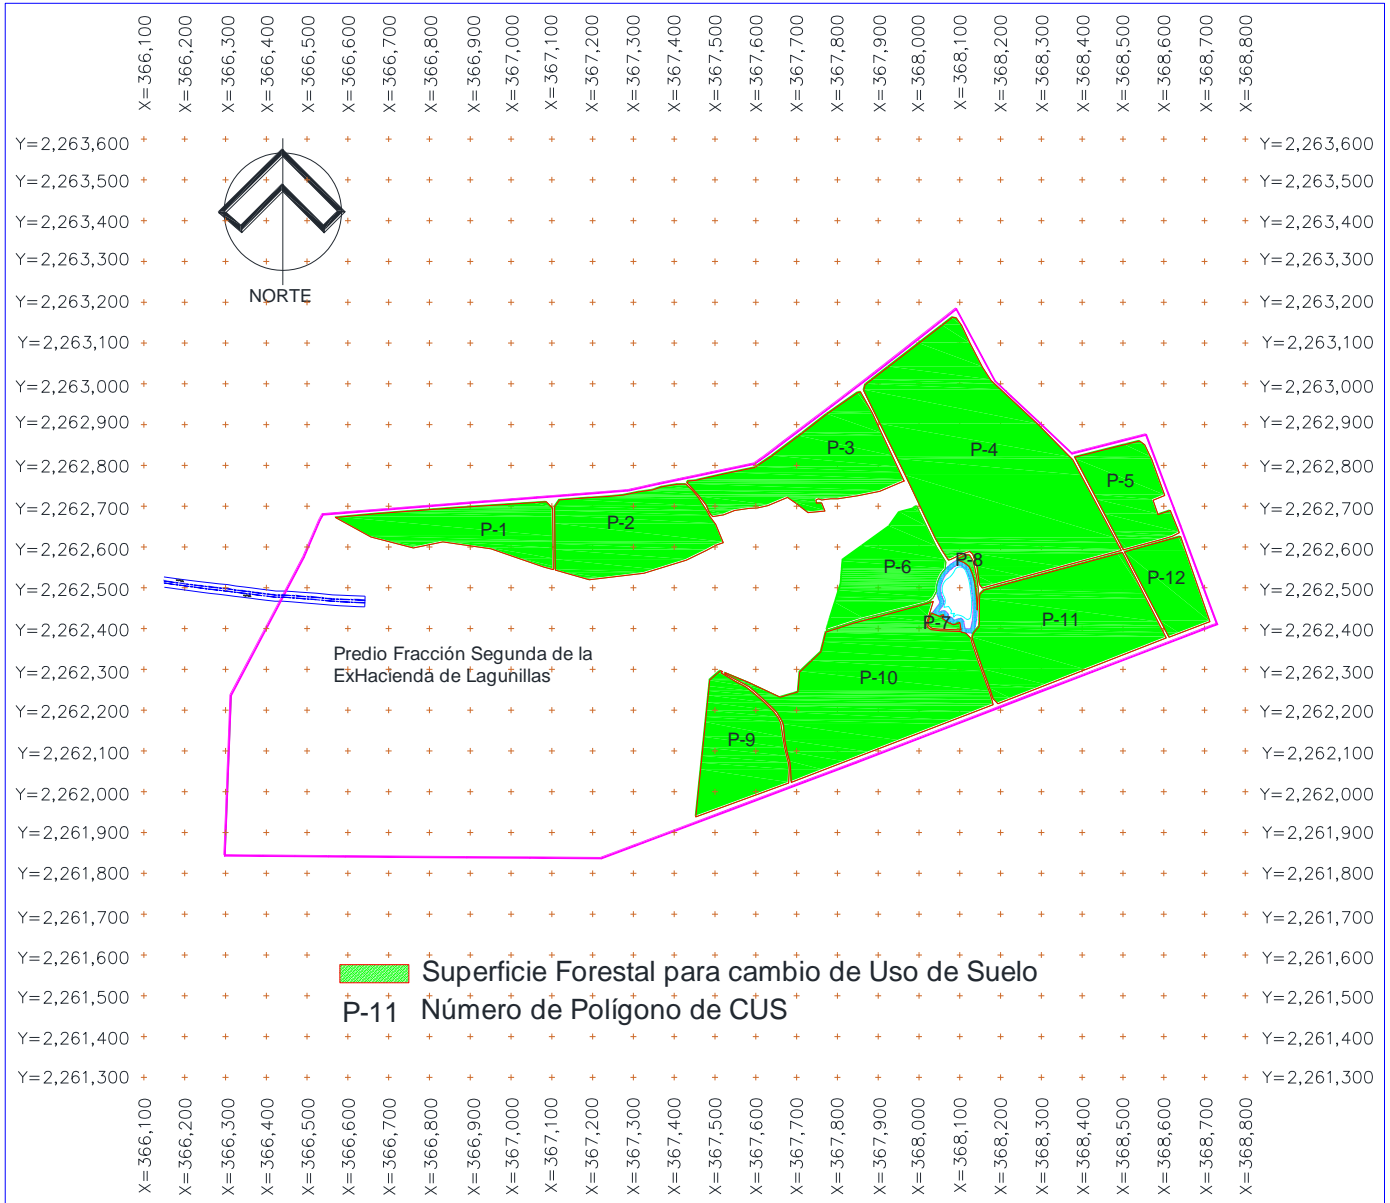 X=366,100
X=366,200
X=366,300
X=366,400
X=366,500
X=366,600
X=366,700
X=366,800
X=366,900
X=367,000
X=367,100
X=367,200
X=367,300
X=367,400
X=367,500
X=367,600
X=367,700
X=367,800
X=367,900
X=368,000
X=368,100
X=368,200
X=368,300
X=368,400
X=368,500
X=368,600
X=368,700
X=368,800
Y=2,263,600 Y=2,263,600
Y=2,263,500 Y=2,263,500
Y=2,263,400 Y=2,263,400
Y=2,263,300 Y=2,263,300
NORTE
Y=2,263,200 Y=2,263,200
Y=2,263,100 Y=2,263,100
Y=2,263,000 Y=2,263,000
Y=2,262,900 Y=2,262,900
P-3
P-4
Y=2,262,800 Y=2,262,800
P-5
Y=2,262,700 Y=2,262,700
P-1
P-2
Y=2,262,600 Y=2,262,600
P-6
P-8
P-12
Y=2,262,500 Y=2,262,500
P-7
P-11
Y=2,262,400 Y=2,262,400
Predio Fracción Segunda de la
ExHacienda de Lagunillas
Y=2,262,300 Y=2,262,300
P-10
Y=2,262,200 Y=2,262,200
P-9
Y=2,262,100 Y=2,262,100
Y=2,262,000 Y=2,262,000
Y=2,261,900 Y=2,261,900
Y=2,261,800 Y=2,261,800
Y=2,261,700 Y=2,261,700
Y=2,261,600 Y=2,261,600
Superficie Forestal para cambio de Uso de Suelo
Y=2,261,500 Y=2,261,500
P-11 Número de Polígono de CUS
Y=2,261,400 Y=2,261,400
Y=2,261,300 Y=2,261,300
X=366,100
X=366,200
X=366,300
X=366,400
X=366,500
X=366,600
X=366,700
X=366,800
X=366,900
X=367,000
X=367,100
X=367,200
X=367,300
X=367,400
X=367,500
X=367,600
X=367,700
X=367,800
X=367,900
X=368,000
X=368,100
X=368,200
X=368,300
X=368,400
X=368,500
X=368,600
X=368,700
X=368,800